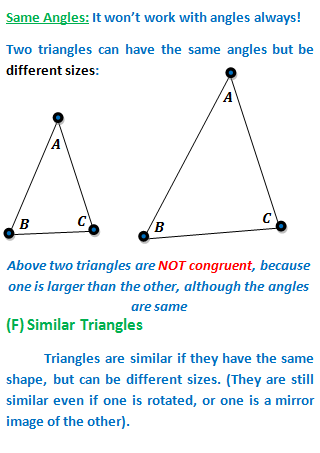 Same Angles: It won't work with angles always!
Two triangles can have the same angles but be
different sizes:
A
A
B
C
B
C
Above two triangles are NOT congruent, because
one is larger than the other, although the angles
are same
(F) Similar Triangles
Triangles are similar if they have the same
shape, but can be different sizes. (They are still
similar even if one is rotated, or one is a mirror
image of the other).